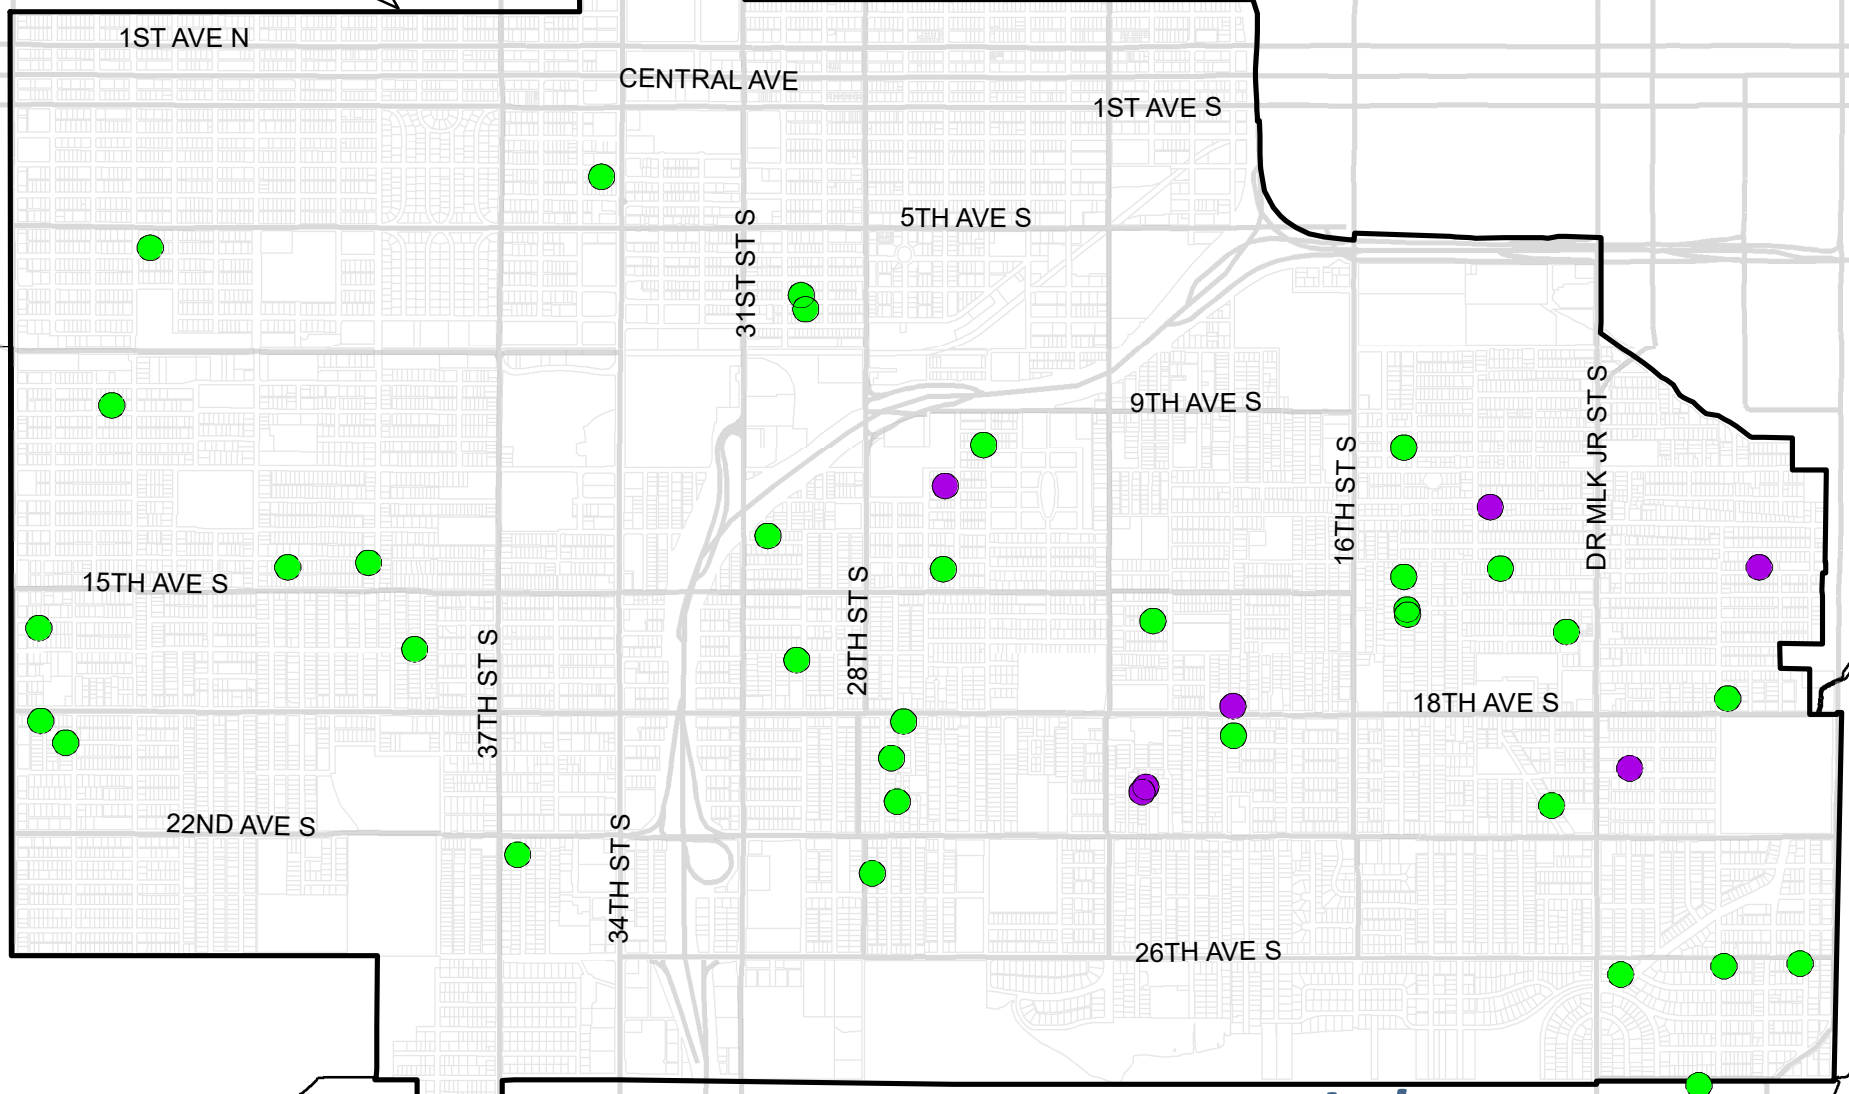 1ST AVE N
CENTRAL AVE
1ST AVE S
5TH AVE S
31ST ST S
9TH AVE S
DR MLK JR ST S
16TH ST S
15TH AVE S
28TH ST S
37TH ST S
18TH AVE S
22ND AVE S
34TH ST S
26TH AVE S